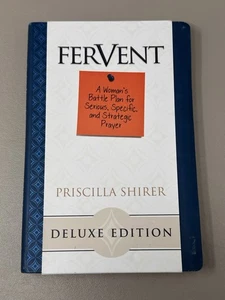 FERVENT
A Woman's
Battle Plan for
Serious, Specific,
and Strategic
Prayer
PRISCILLA SHIRER
DELUXE EDITION